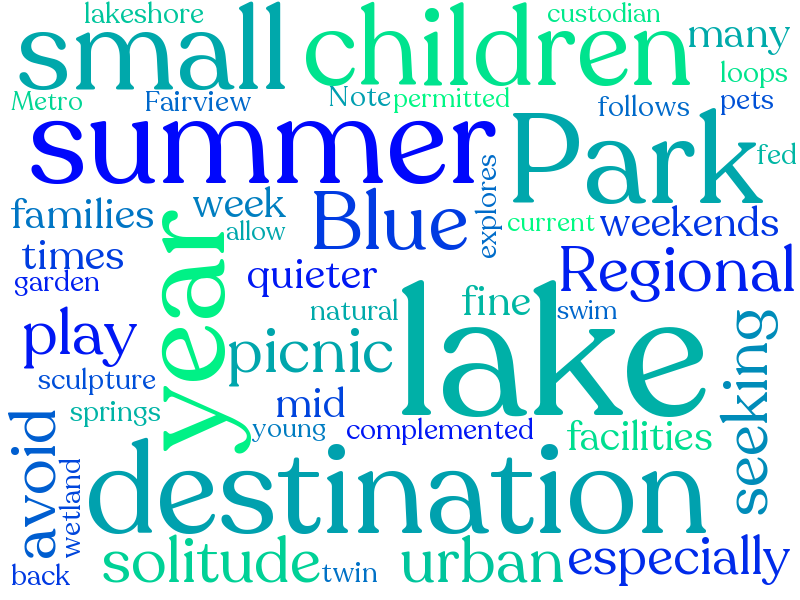 lakeshore
custodian
small
children
many
loops
Metro
Fairview
Note
permitted
follows
pets
summer
Park
fed
families
week
allow
Blue
explores
current
weekends
times
garden
year
quieter
Regional
natural
fine
swim
play
picnic
lake
seeking
sculpture
springs
mid
young
complemented
facilities
avoid
wetland
destination
back
solitude
twin
urban
especially